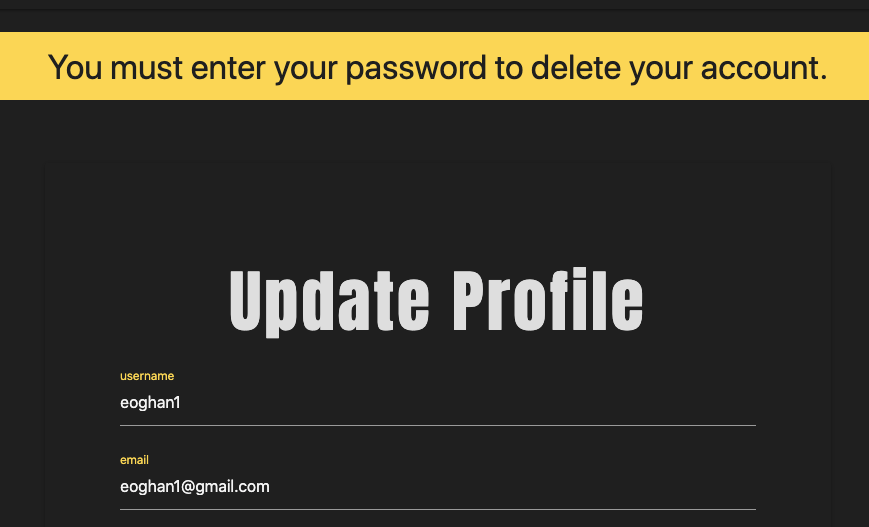 You must enter your password to delete your account.
Update Profile
username
eoghan1
email
eoghan1@gmail.com